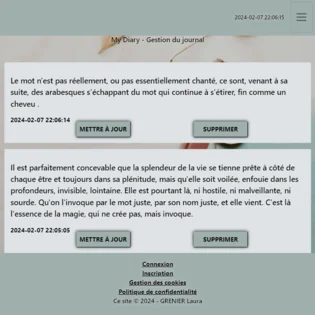 2024-02-07 22:06:15
My Diary - Gestion du journal
Le mot n'est pas réellement, ou pas essentiellement chanté, ce sont, venant à sa
suite, des arabesques s'échappant du mot qui continue à s'étirer, fin comme un
cheveu .
2024-02-07 22:06:14
METTRE À JOUR SUPPRIMER
Il est parfaitement concevable que la splendeur de la vie se tienne prête à côté de
chaque être et toujours dans sa plénitude, mais qu'elle soit voilée, enfouie dans les
profondeurs, invisible, lointaine. Elle est pourtant là, ni hostile, ni malveillante, ni
sourde. Qu'on l'invoque par le mot juste, par son nom juste, et elle vient. C'est là
l'essence de la magie, qui ne crée pas, mais invoque.
2024-02-07 22:05:05
METTRE À JOUR SUPPRIMER
Connexion
Inscription
Gestion des cookies
Politique de confidentialité
Ce site © 2024 - GRENIER Laura